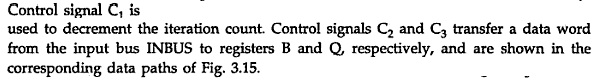 Control signal C₁ is
used to decrement the iteration count. Control signals C₂ and C₃ transfer a data word
from the input bus INBUS to registers B and Q, respectively, and are shown in the
corresponding data paths of Fig. 3.15.